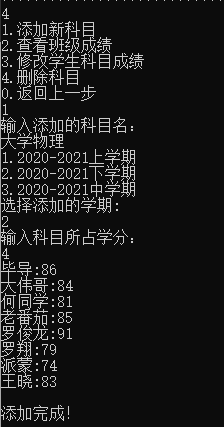 4
1.添加新科目
2.查看班级成绩
3.修改学生科目成绩
4.删除科目
0.返回上一步
1
输入添加的科目名：
大学物理
1.2020-2021上学期
2.2020-2021下学期
3.2020-2021中学期
选择添加的学期:
2
输入科目所占学分：
4
毕导:86
大伟哥:84
何同学:81
老番茄:85
罗俊龙:91
罗翔:79
派蒙:74
王晓:83
添加完成!